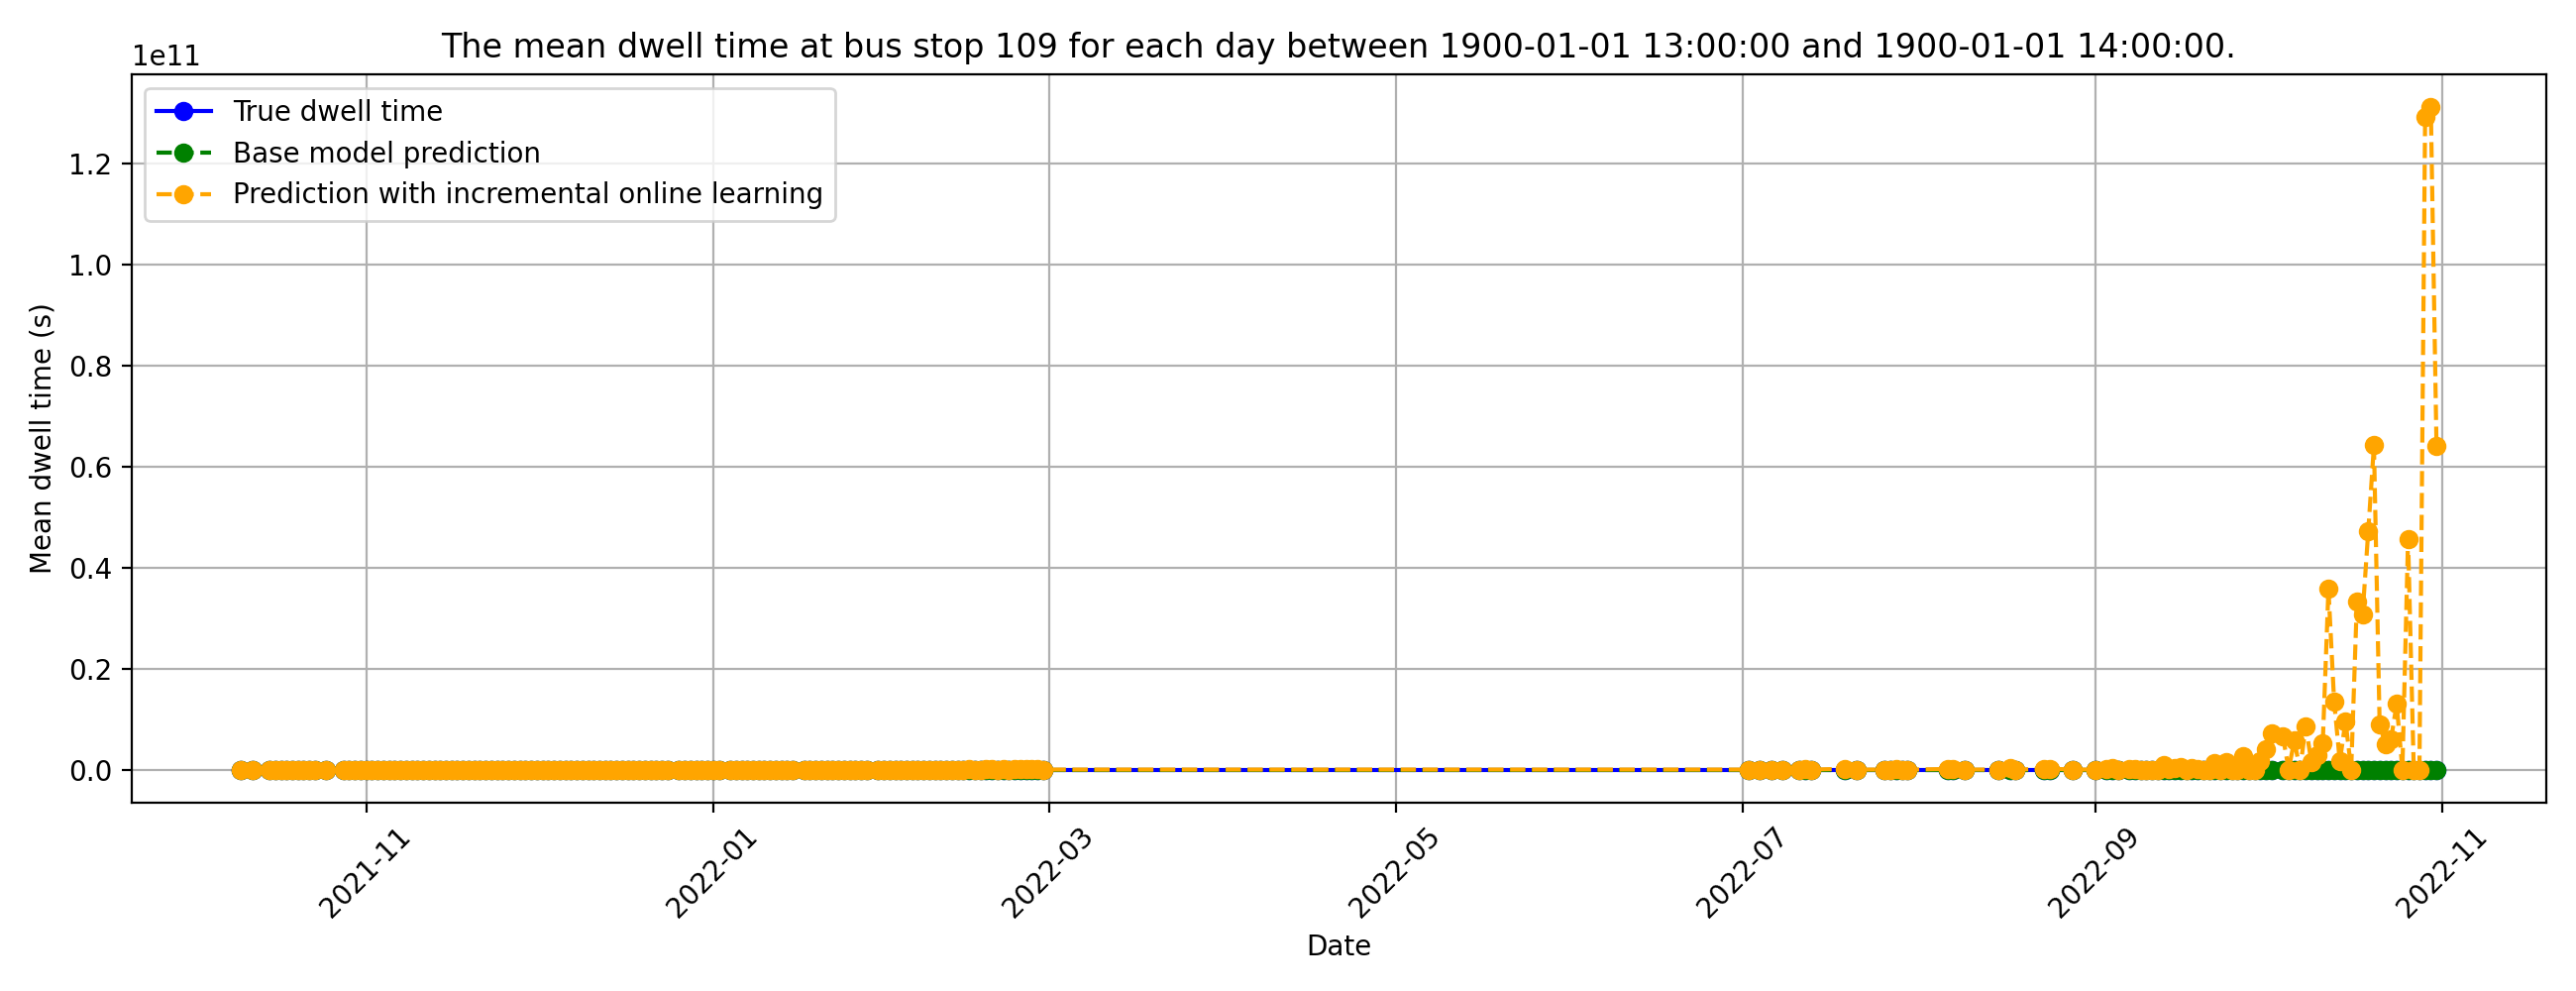 The mean dwell time at bus stop 109 for each day between 1900-01-01 13:00:00 and 1900-01-01 14:00:00.
1e11
True dwell time
Base model prediction
Prediction with incremental online learning
Mean dwell time (s)
1.2
1.0
0.8
0.6
0.4
0.2
0.0
2021-11
2022-01
2022-03
2022-05
2022-07
2022-09
2022-11
Date